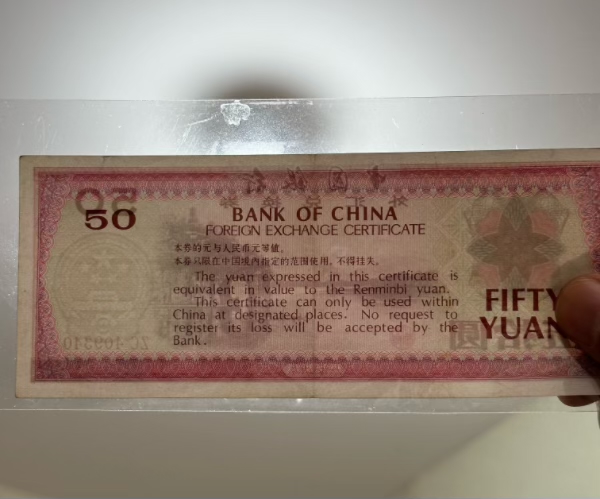 50
BANK OF CHINA
FOREIGN EXCHANGE CERTIFICATE
本券的元与人民币元等值。
本券只限在中国境内指定的范围使用，不得挂失。
The yuan expressed in this certificate is
equivalent in value to the Renminbi yuan.
This certificate can only be used within
China at designated places. No request to
register its loss will be accepted by the
Bank.
FIFTY
YUAN